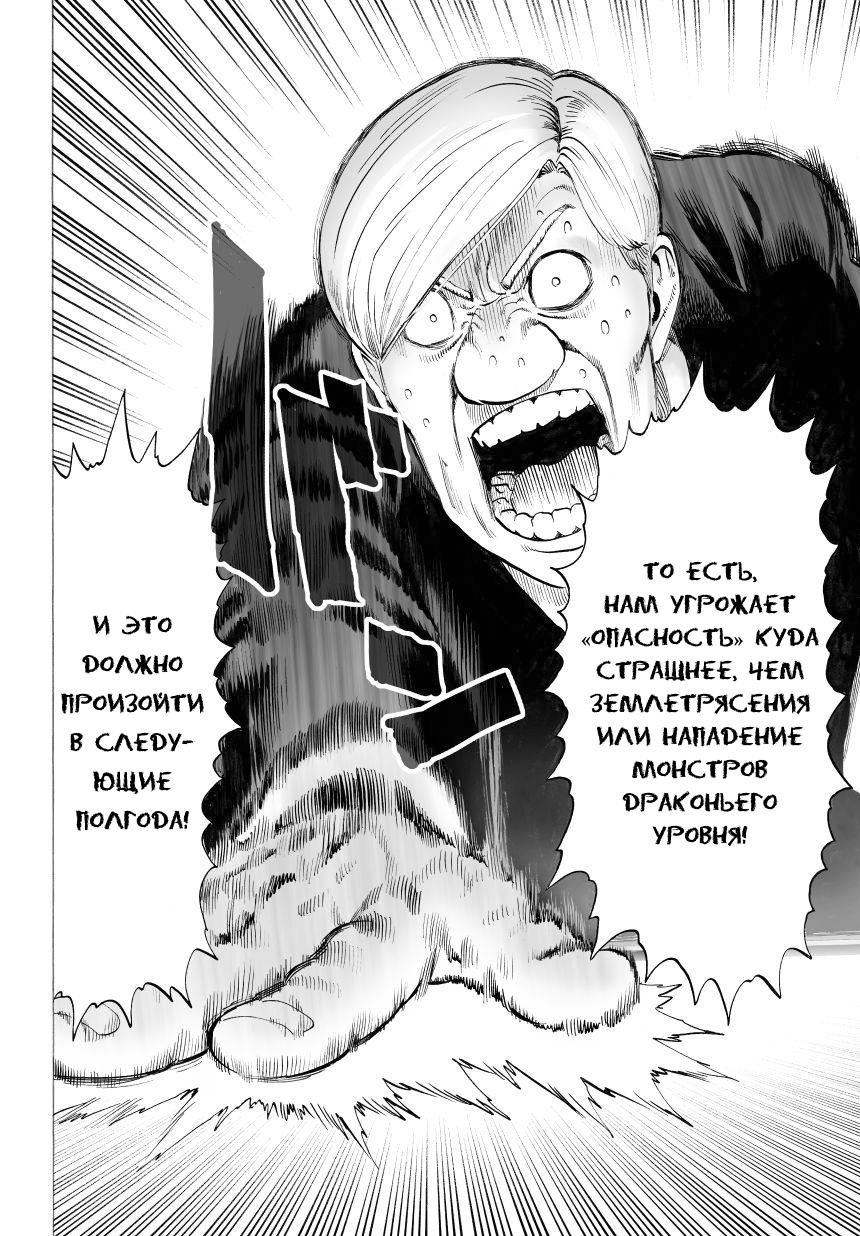 ТО ЕСТЬ,
НАМ УГРОЖАЕТ
«ОПАСНОСТЬ» КУДА
СТРАШНЕЕ, ЧЕМ
ЗЕМЛЕТРЯСЕНИЯ
ИЛИ НАПАДЕНИЕ
МОНСТРОВ
ДРАКОНЬЕГО
УРОВНЯ!
И ЭТО
ДОЛЖНО
ПРОИЗОЙТИ
В СЛЕДУ-
ЮЩИЕ
ПОЛГОДА!